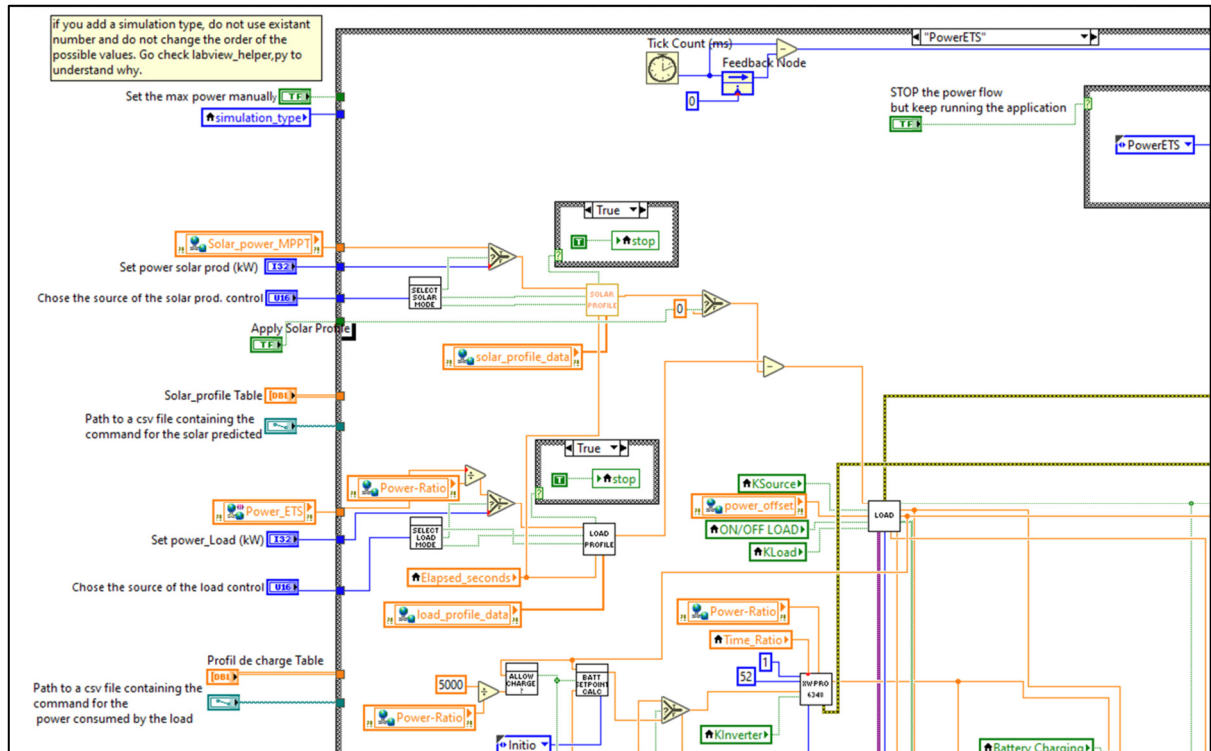 if you add a simulation type, do not use existant
number and do not change the order of the
possible values. Go check labview_helper,py to
understand why.
"PowerETS"
Tick Count (ms)
Feedback Node
0
Set the max power manually
TF
simulation_type
STOP the power flow
but keep running the application
TF
PowerETS
True
T
stop
Solar_power_MPPT
Set power solar prod (kW)
I32
Chose the source of the solar prod. control
U16
SELECT
SOLAR
MODE
SOLAR
PROFILE
0
Apply Solar Profile
TF
solar_profile_data
Solar_profile Table
[DBL]
Path to a csv file containing the
command for the solar predicted
True
T
stop
Power-Ratio
Power_ETS
Set power_Load (kW)
I32
SELECT
LOAD
MODE
LOAD
PROFILE
Chose the source of the load control
U16
Elapsed_seconds
load_profile_data
KSource
power_offset
ON/OFF LOAD
KLoad
LOAD
Profil de charge Table
[DBL]
Path to a csv file containing the
command for the
power consumed by the load
5000
Power-Ratio
ALLOW
CHARGE
?
BATT
SETPOINT
CALC
Initio
Power-Ratio
Time_Ratio
1
52
XWPRO
6348
KInverter
Battery Charging